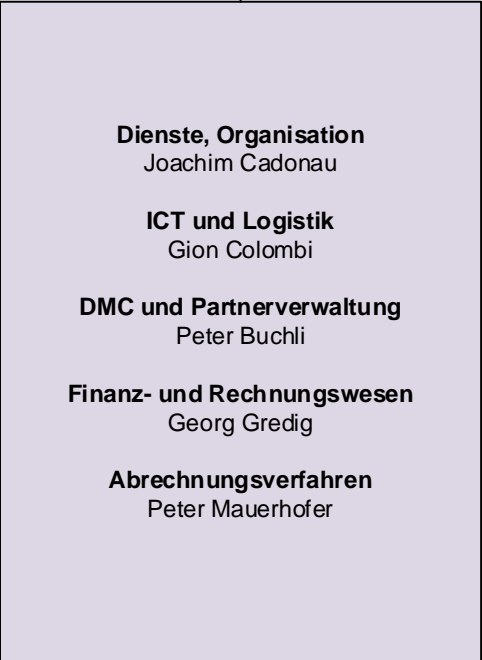 Dienste, Organisation
Joachim Cadonau
ICT und Logistik
Gion Colombi
DMC und Partnerverwaltung
Peter Buchli
Finanz- und Rechnungswesen
Georg Gredig
Abrechnungsverfahren
Peter Mauerhofer